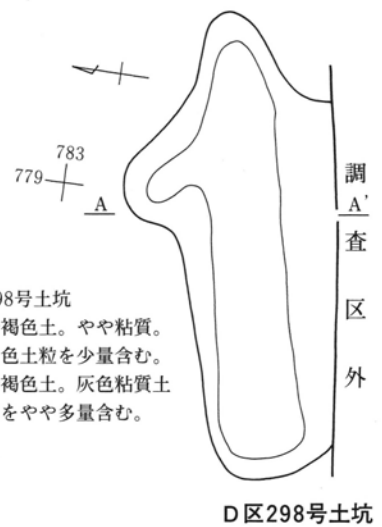 783
779
A
A'
調査区外
98号土坑
褐色土。やや粘質。
色土粒を少量含む。
褐色土。灰色粘質土
をやや多量含む。
D区298号土坑